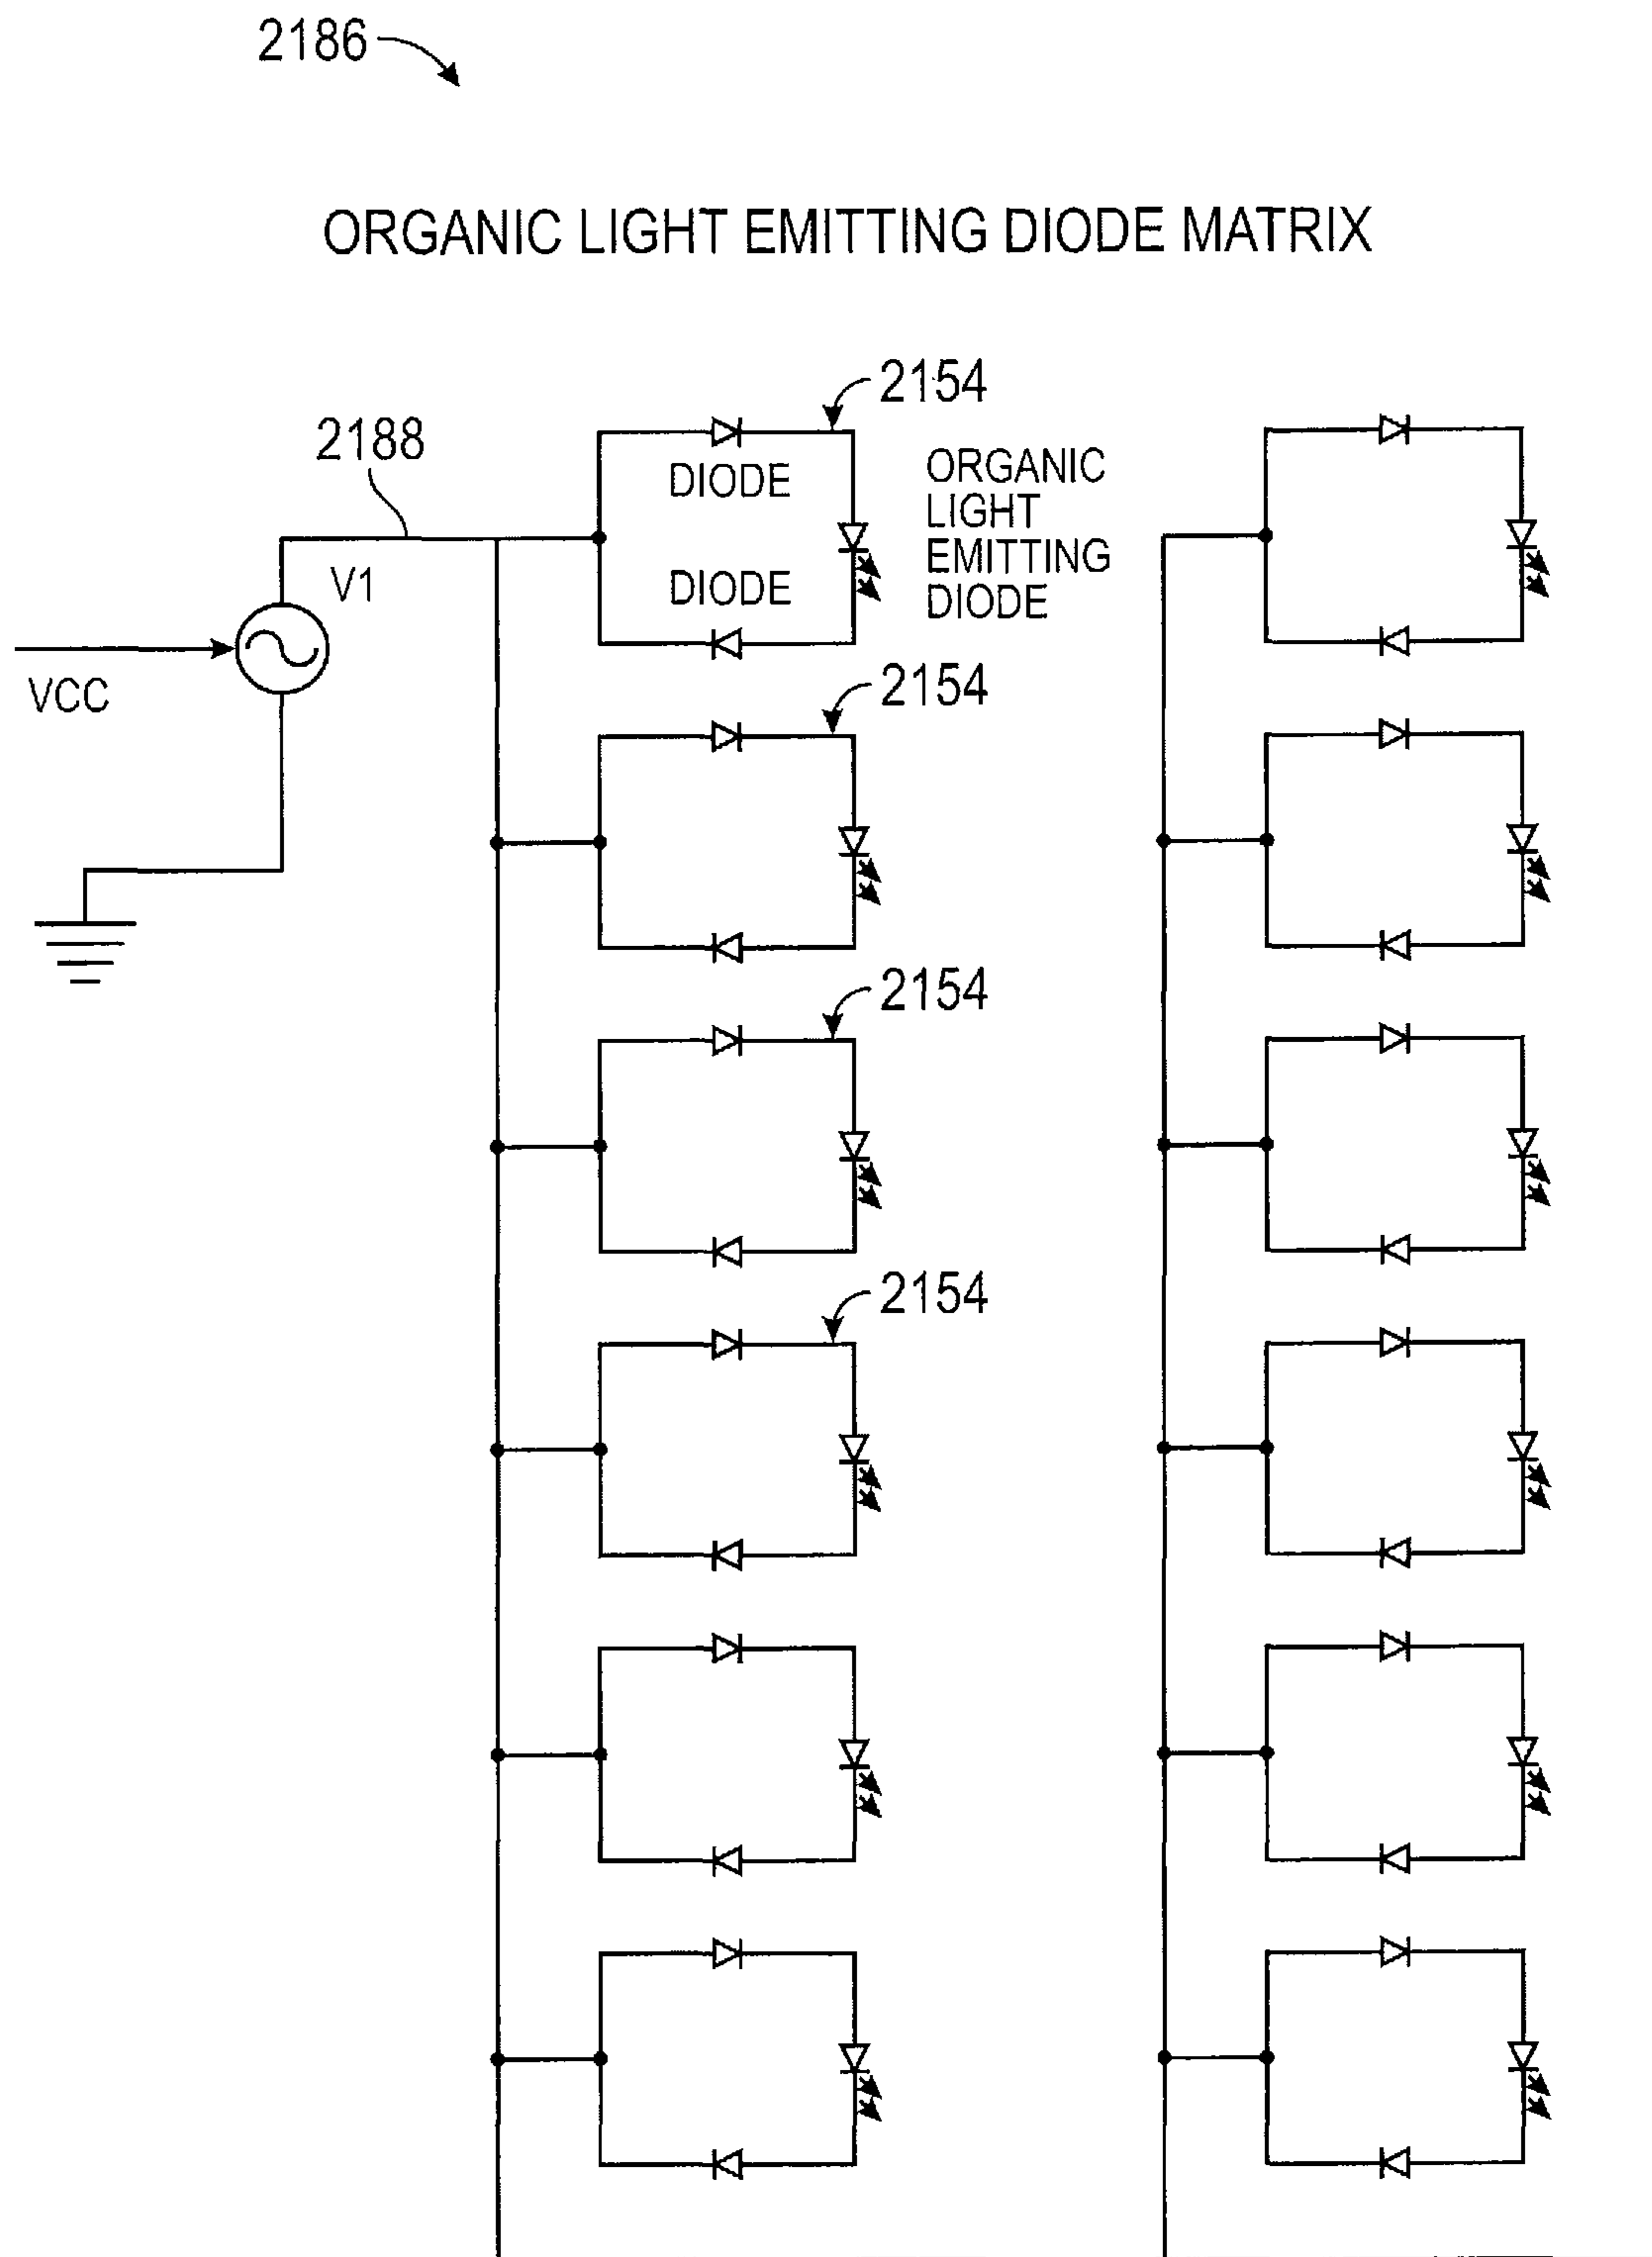 2186
ORGANIC LIGHT EMITTING DIODE MATRIX
2154
2188
DIODE
ORGANIC
LIGHT
EMITTING
DIODE
DIODE
V1
VCC
2154
2154
2154